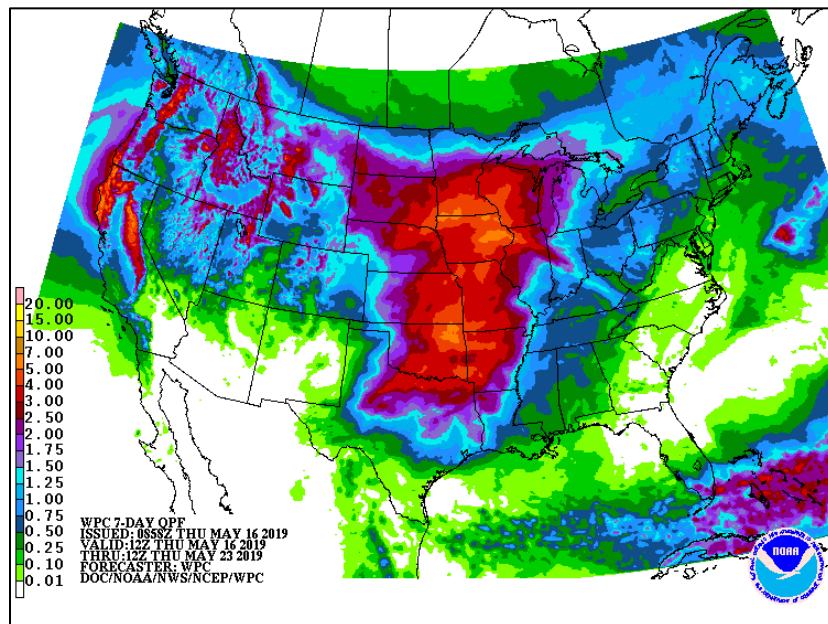 20.00
15.00
10.00
7.00
5.00
4.00
3.00
2.50
2.00
1.75
1.50
1.25
1.00
0.75
0.50
0.25
0.10
0.01
WPC 7-DAY QPF
ISSUED: 0858Z THU MAY 16 2019
VALID:12Z THU MAY 16 2019
THRU:12Z THU MAY 23 2019
FORECASTER: WPC
DOC/NOAA/NWS/NCEP/WPC
NOAA